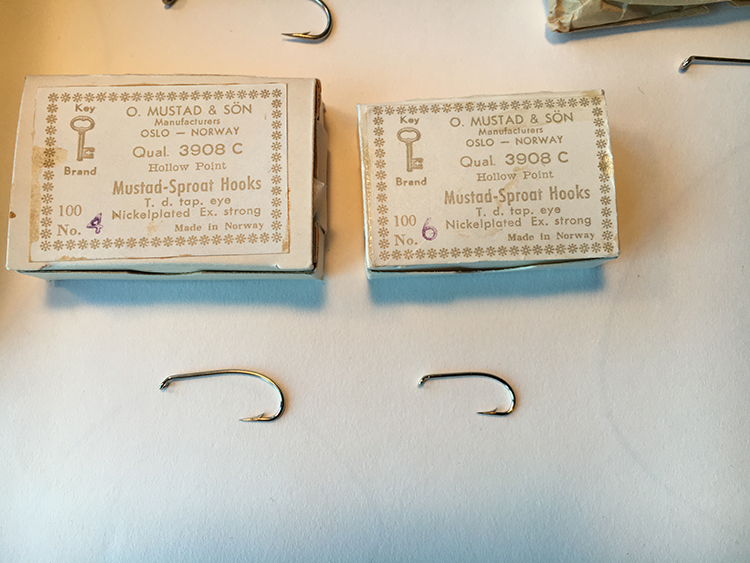 Key
Brand
O. MUSTAD & SÖN
Manufacturers
OSLO — NORWAY
Qual. 3908 C
Hollow Point
Mustad-Sproat Hooks
T. d. tap. eye
Nickelplated Ex. strong
100
No. 4
Made in Norway
Key
Brand
O. MUSTAD & SÖN
Manufacturers
OSLO — NORWAY
Qual. 3908 C
Hollow Point
Mustad-Sproat Hooks
T. d. tap. eye
Nickelplated Ex. strong
100
No. 6
Made in Norway